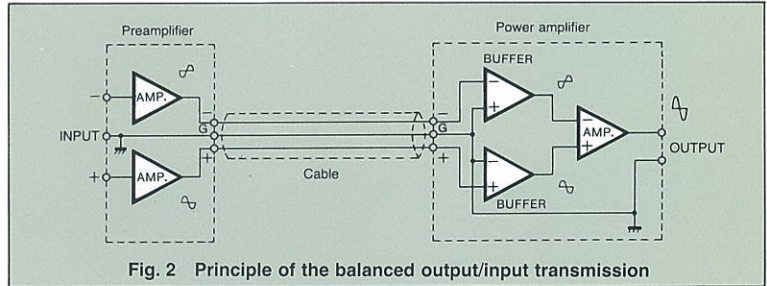 Preamplifier
Power amplifier
BUFFER
− AMP.
INPUT
G
+ AMP.
Cable
−
G
+
−
+
−
+
BUFFER
−
AMP.
+
OUTPUT
Fig. 2 Principle of the balanced output/input transmission